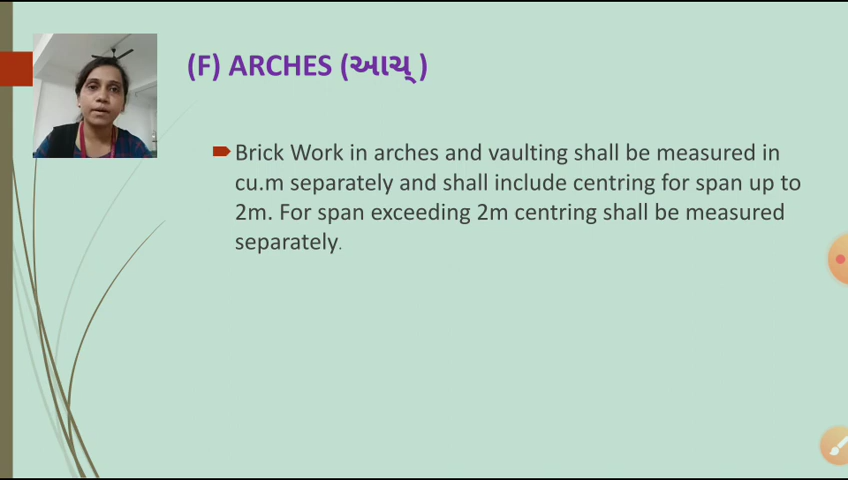 (F) ARCHES (આચ્ )
Brick Work in arches and vaulting shall be measured in
cu.m separately and shall include centring for span up to
2m. For span exceeding 2m centring shall be measured
separately.